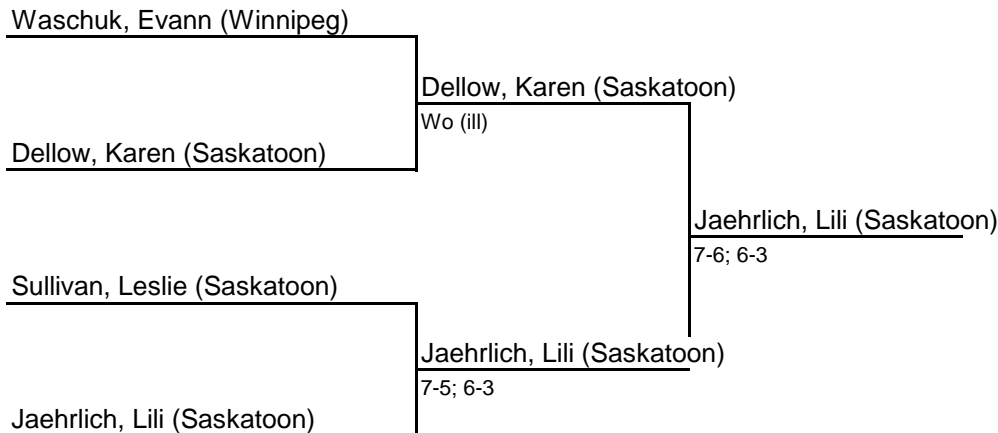 Waschuk, Evann (Winnipeg)
Dellow, Karen (Saskatoon)
Wo (ill)
Dellow, Karen (Saskatoon)
Jaehrlich, Lili (Saskatoon)
7-6; 6-3
Sullivan, Leslie (Saskatoon)
Jaehrlich, Lili (Saskatoon)
7-5; 6-3
Jaehrlich, Lili (Saskatoon)